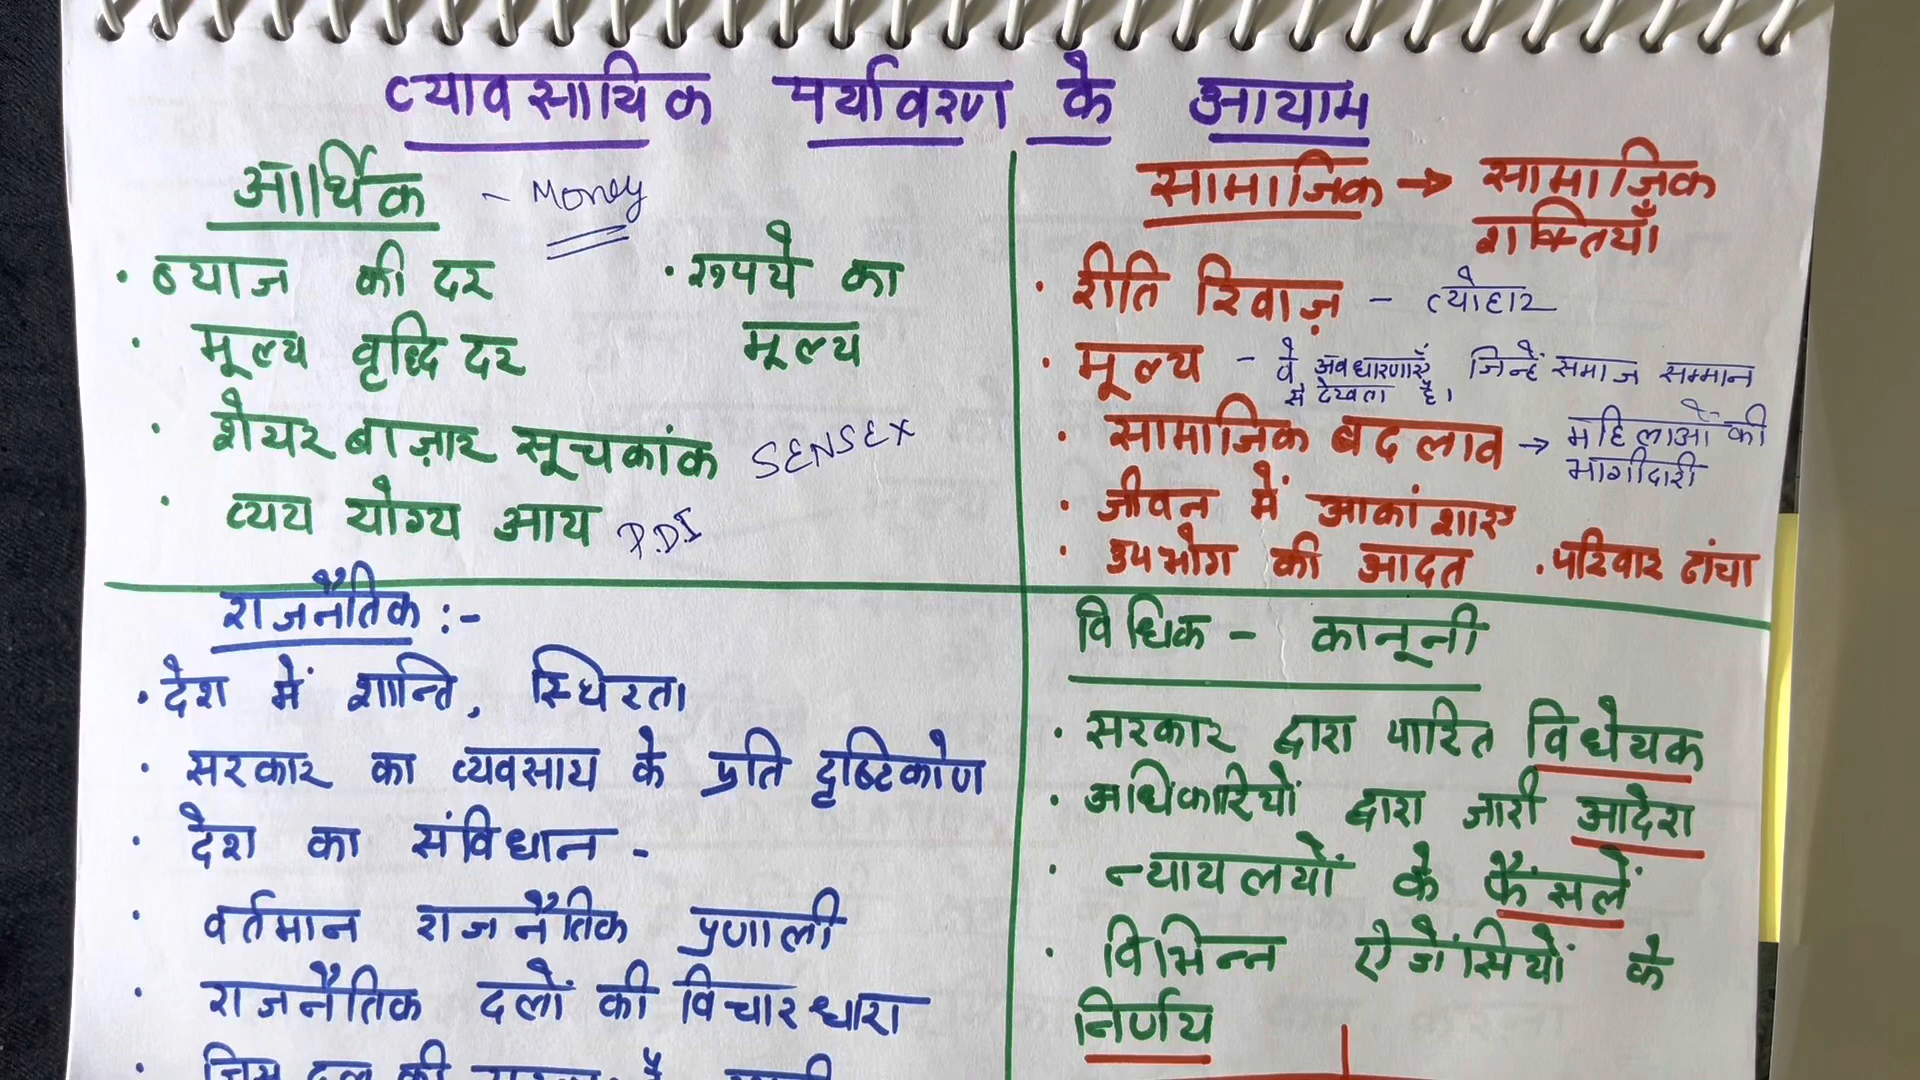 व्यावसायिक पर्यावरण के आयाम
आर्थिक - Money
• ब्याज की दर
• रुपये का
मूल्य
• मूल्य वृद्धि दर
• शेयर बाज़ार सूचकांक SENSEX
• व्यय योग्य आय P.D.I
सामाजिक → सामाजिक
शक्तियाँ
• रीति रिवाज़ - त्योहार
• मूल्य - वे अवधारणाएँ जिन्हें समाज सम्मान
से देखता है।
• सामाजिक बदलाव → महिलाओं की
भागीदारी
• जीवन में आकांशाए
• उपभोग की आदत • परिवार ढांचा
राजनैतिक :-
• देश में शान्ति, स्थिरता
• सरकार का व्यवसाय के प्रति दृष्टिकोण
• देश का संविधान -
• वर्तमान राजनैतिक प्रणाली
• राजनैतिक दलों की विचारधारा
विधिक - कानूनी
• सरकार द्वारा पारित विधेयक
• अधिकारियों द्वारा जारी आदेश
• न्यायलयों के फैंसलें
• विभिन्न ऐजेंसियों के
निर्णय